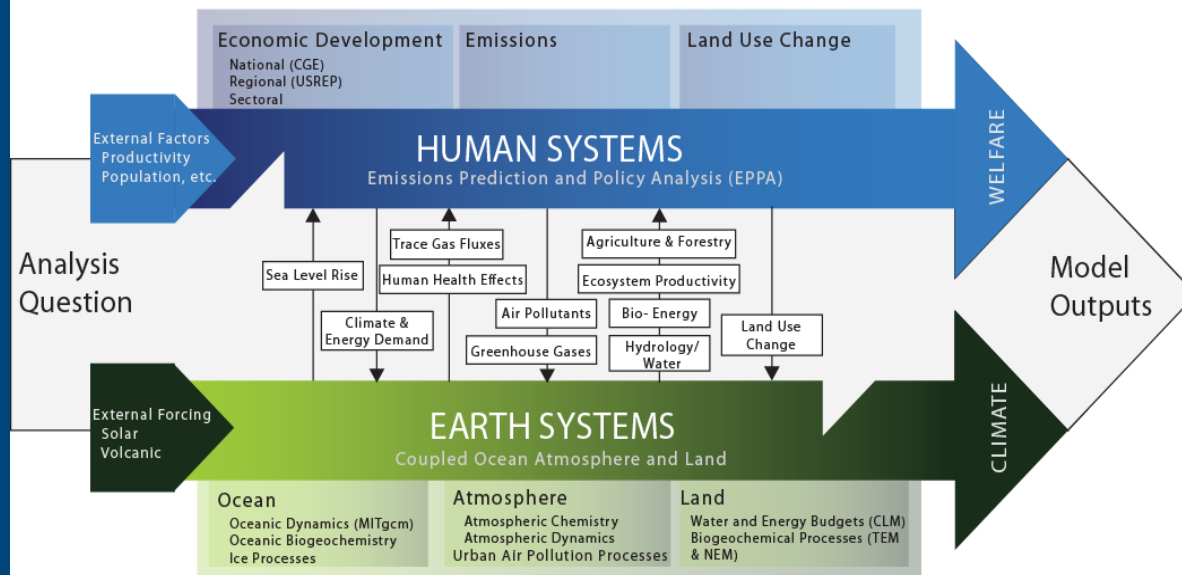 Economic Development
National (CGE)
Regional (USREP)
Sectoral
Emissions
Land Use Change
External Factors
Productivity
Population, etc.
HUMAN SYSTEMS
Emissions Prediction and Policy Analysis (EPPA)
WELFARE
Analysis
Question
Sea Level Rise
Climate &
Energy Demand
Trace Gas Fluxes
Human Health Effects
Air Pollutants
Greenhouse Gases
Agriculture & Forestry
Ecosystem Productivity
Bio- Energy
Hydrology/
Water
Land Use
Change
Model
Outputs
External Forcing
Solar
Volcanic
EARTH SYSTEMS
Coupled Ocean Atmosphere and Land
CLIMATE
Ocean
Oceanic Dynamics (MITgcm)
Oceanic Biogeochemistry
Ice Processes
Atmosphere
Atmospheric Chemistry
Atmospheric Dynamics
Urban Air Pollution Processes
Land
Water and Energy Budgets (CLM)
Biogeochemical Processes (TEM
& NEM)